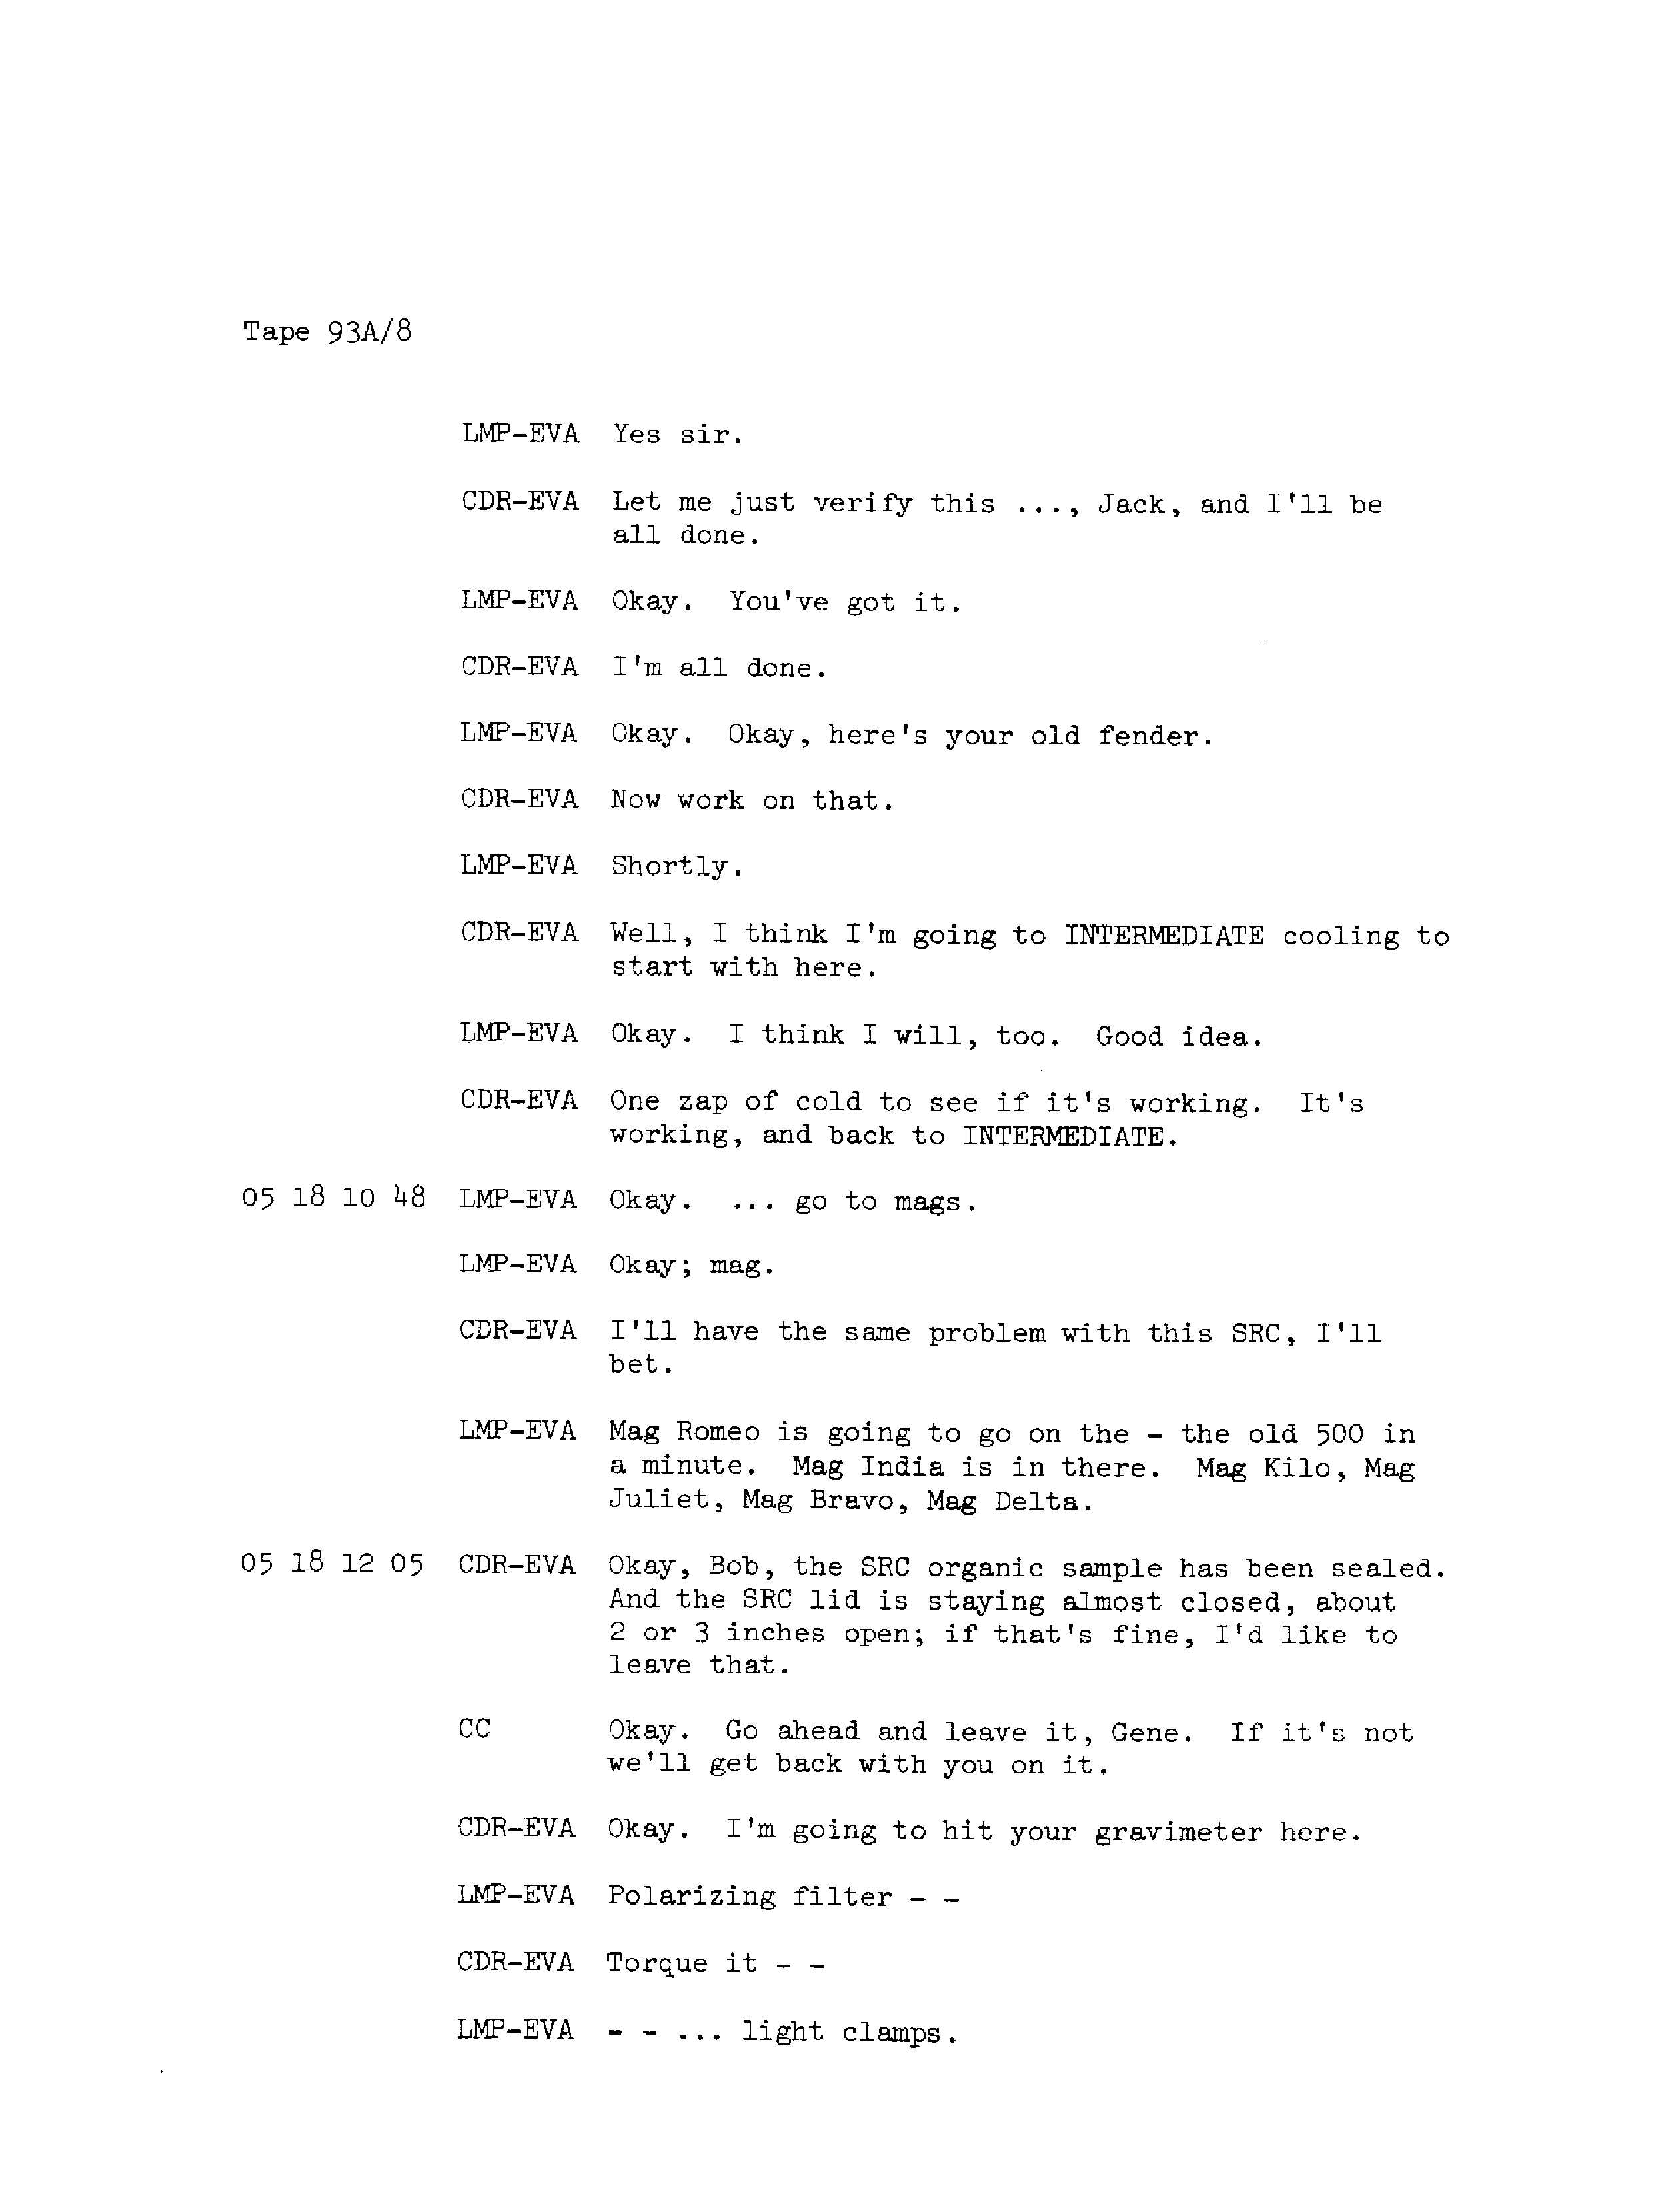 Tape 93A/8
LMP-EVA Yes sir.
CDR-EVA Let me just verify this ..., Jack, and I'll be
all done.
LMP-EVA Okay. You've got it.
CDR-EVA I'm all done.
LMP-EVA Okay. Okay, here's your old fender.
CDR-EVA Now work on that.
LMP-EVA Shortly.
CDR-EVA Well, I think I'm going to INTERMEDIATE cooling to
start with here.
LMP-EVA Okay. I think I will, too. Good idea.
CDR-EVA One zap of cold to see if it's working. It's
working, and back to INTERMEDIATE.
05 18 10 48 LMP-EVA Okay. ... go to mags.
LMP-EVA Okay; mag.
CDR-EVA I'll have the same problem with this SRC, I'll
bet.
LMP-EVA Mag Romeo is going to go on the - the old 500 in
a minute. Mag India is in there. Mag Kilo, Mag
Juliet, Mag Bravo, Mag Delta.
05 18 12 05 CDR-EVA Okay, Bob, the SRC organic sample has been sealed.
And the SRC lid is staying almost closed, about
2 or 3 inches open; if that's fine, I'd like to
leave that.
CC Okay. Go ahead and leave it, Gene. If it's not
we'll get back with you on it.
CDR-EVA Okay. I'm going to hit your gravimeter here.
LMP-EVA Polarizing filter - -
CDR-EVA Torque it - -
LMP-EVA - - ... light clamps.